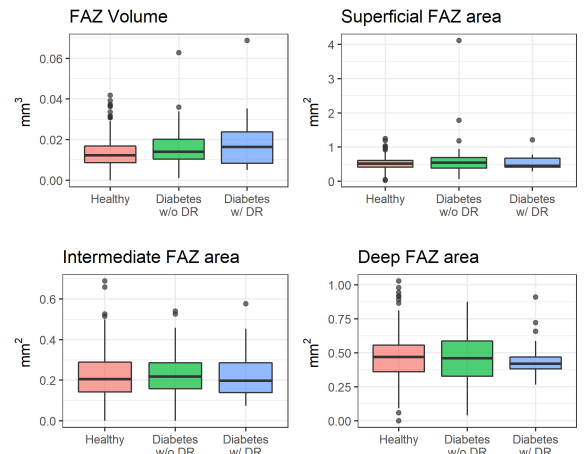 FAZ Volume
mm3
0.06
0.04
0.02
0.00
Healthy
Diabetes
w/o DR
Diabetes
w/ DR
Superficial FAZ area
mm2
4
3
2
1
0
Healthy
Diabetes
w/o DR
Diabetes
w/ DR
Intermediate FAZ area
mm2
0.6
0.4
0.2
0.0
Healthy
Diabetes
w/o DR
Diabetes
w/ DR
Deep FAZ area
mm2
1.00
0.75
0.50
0.25
0.00
Healthy
Diabetes
w/o DR
Diabetes
w/ DR